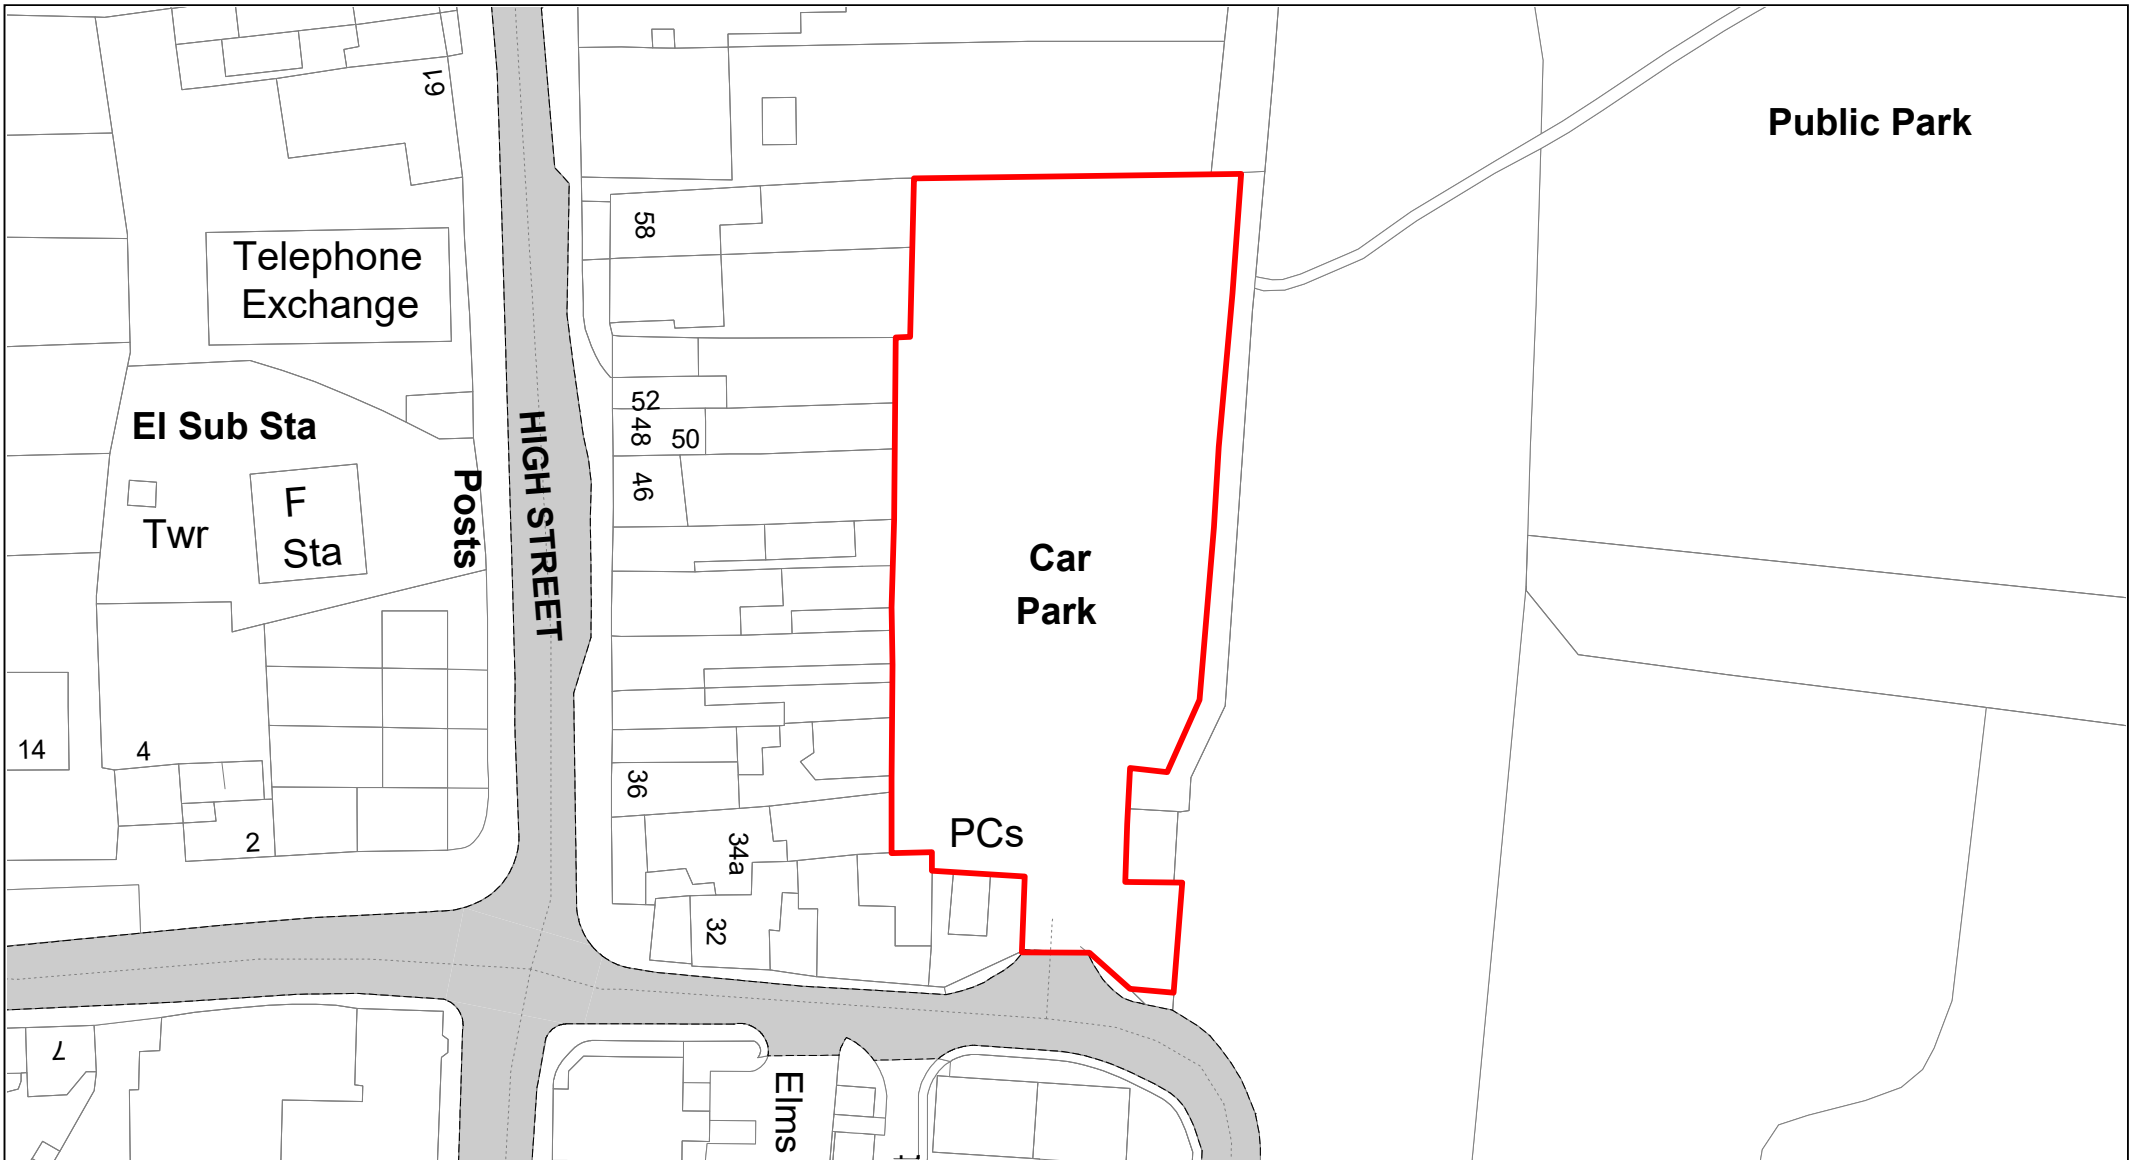 Public Park
61
58
Telephone
Exchange
52
48
50
El Sub Sta
HIGH STREET
46
Posts
F
Sta
Twr
Car
Park
14
4
36
2
34a
PCs
32
7
Elms